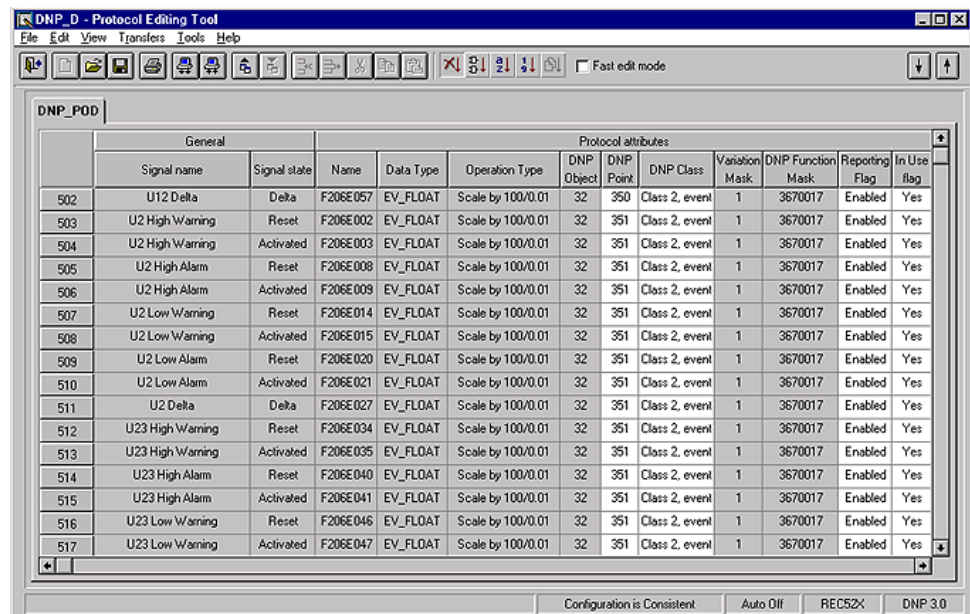 DNP_D - Protocol Editing Tool
File Edit View Transfers Tools Help
Fast edit mode
DNP_POD
General Protocol attributes
Signal name Signal state Name Data Type Operation Type DNP Object DNP Point DNP Class Variation Mask DNP Function Mask Reporting Flag In Use flag
502 U12 Delta Delta F206E057 EV_FLOAT Scale by 100/0.01 32 350 Class 2, event 1 3670017 Enabled Yes
503 U2 High Warning Reset F206E002 EV_FLOAT Scale by 100/0.01 32 351 Class 2, event 1 3670017 Enabled Yes
504 U2 High Warning Activated F206E003 EV_FLOAT Scale by 100/0.01 32 351 Class 2, event 1 3670017 Enabled Yes
505 U2 High Alarm Reset F206E008 EV_FLOAT Scale by 100/0.01 32 351 Class 2, event 1 3670017 Enabled Yes
506 U2 High Alarm Activated F206E009 EV_FLOAT Scale by 100/0.01 32 351 Class 2, event 1 3670017 Enabled Yes
507 U2 Low Warning Reset F206E014 EV_FLOAT Scale by 100/0.01 32 351 Class 2, event 1 3670017 Enabled Yes
508 U2 Low Warning Activated F206E015 EV_FLOAT Scale by 100/0.01 32 351 Class 2, event 1 3670017 Enabled Yes
509 U2 Low Alarm Reset F206E020 EV_FLOAT Scale by 100/0.01 32 351 Class 2, event 1 3670017 Enabled Yes
510 U2 Low Alarm Activated F206E021 EV_FLOAT Scale by 100/0.01 32 351 Class 2, event 1 3670017 Enabled Yes
511 U2 Delta Delta F206E027 EV_FLOAT Scale by 100/0.01 32 351 Class 2, event 1 3670017 Enabled Yes
512 U23 High Warning Reset F206E034 EV_FLOAT Scale by 100/0.01 32 351 Class 2, event 1 3670017 Enabled Yes
513 U23 High Warning Activated F206E035 EV_FLOAT Scale by 100/0.01 32 351 Class 2, event 1 3670017 Enabled Yes
514 U23 High Alarm Reset F206E040 EV_FLOAT Scale by 100/0.01 32 351 Class 2, event 1 3670017 Enabled Yes
515 U23 High Alarm Activated F206E041 EV_FLOAT Scale by 100/0.01 32 351 Class 2, event 1 3670017 Enabled Yes
516 U23 Low Warning Reset F206E046 EV_FLOAT Scale by 100/0.01 32 351 Class 2, event 1 3670017 Enabled Yes
517 U23 Low Warning Activated F206E047 EV_FLOAT Scale by 100/0.01 32 351 Class 2, event 1 3670017 Enabled Yes
Configuration is Consistent Auto Off REC52X DNP 3.0